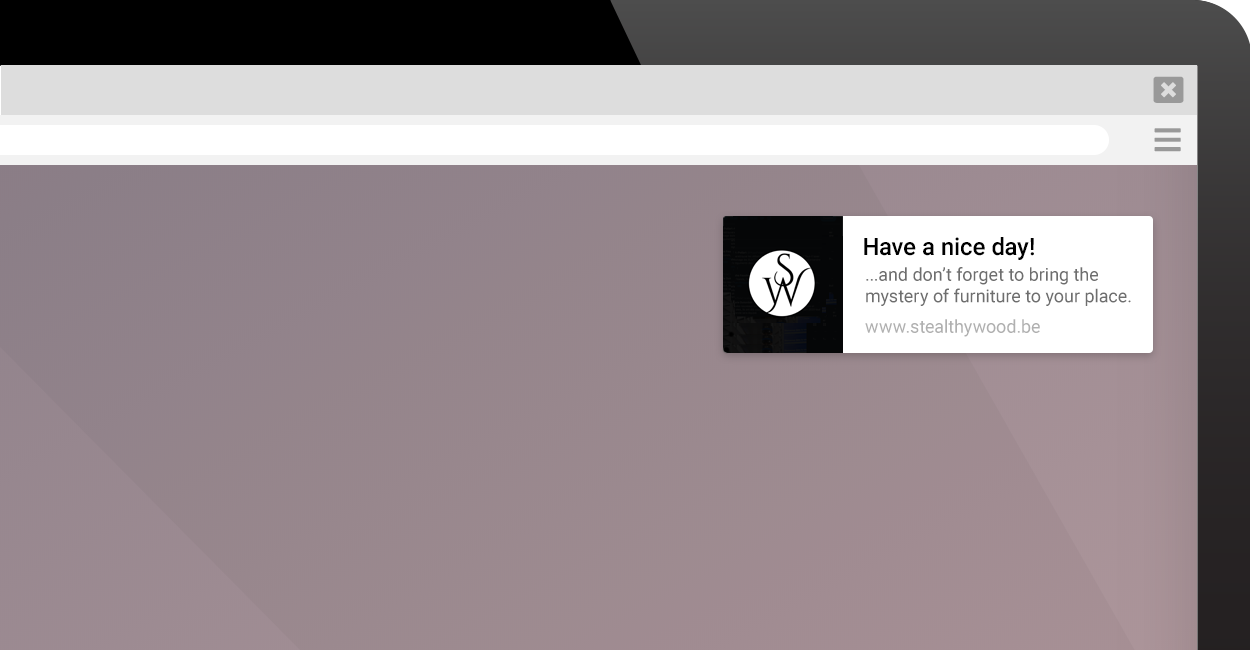 SW
Have a nice day!
...and don’t forget to bring the
mystery of furniture to your place.
www.stealthywood.be